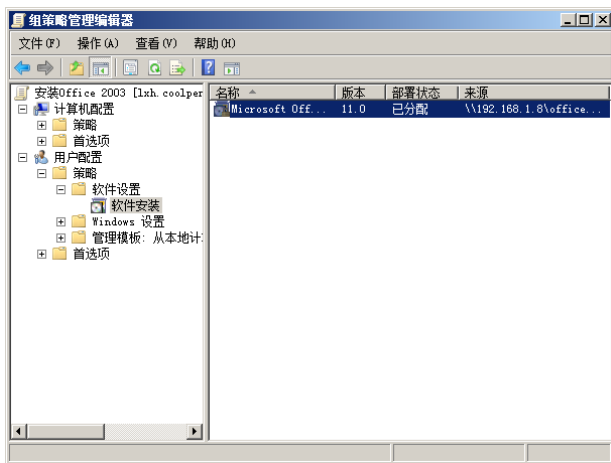 组策略管理编辑器
文件(F) 操作(A) 查看(V) 帮助(H)
安装Office 2003 [lxh.coolper
计算机配置
策略
首选项
用户配置
策略
软件设置
软件安装
Windows 设置
管理模板: 从本地计
首选项
名称 版本 部署状态 来源
Microsoft Off... 11.0 已分配 \\192.168.1.8\office...